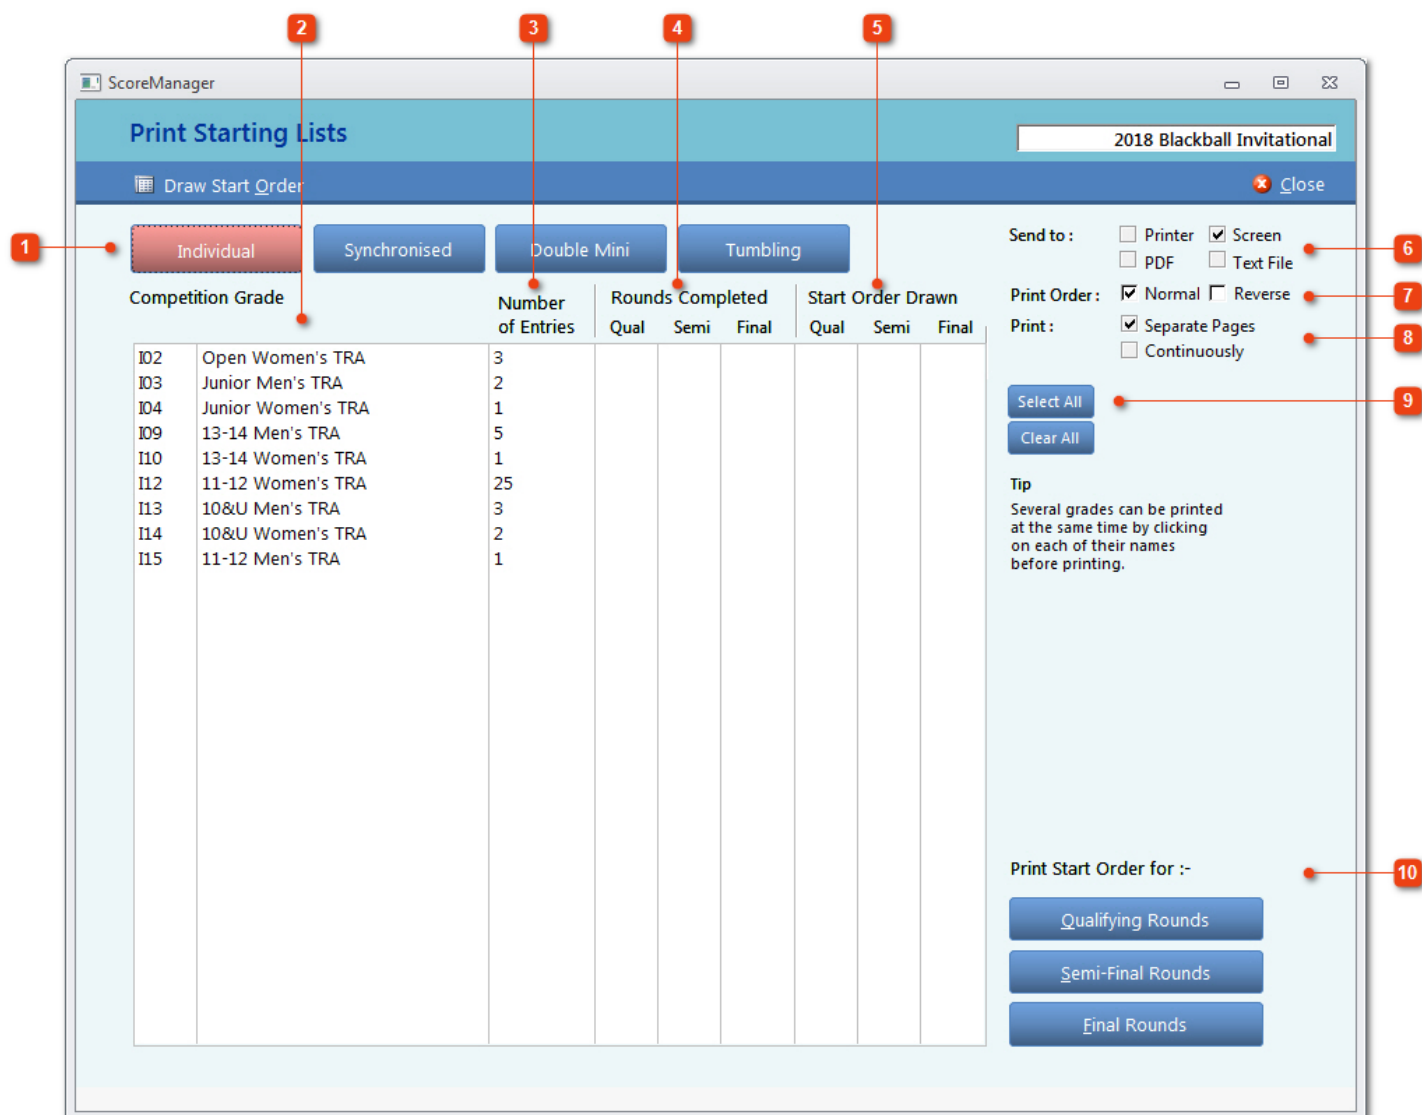 2 3 4 5
ScoreManager
Print Starting Lists
2018 Blackball Invitational
Draw Start Order
Close
1
Individual Synchronised Double Mini Tumbling
Send to : Printer Screen
PDF Text File
6
Print Order : Normal Reverse
7
Print : Separate Pages
Continuously
8
Competition Grade Number of Entries Rounds Completed Start Order Drawn
Qual Semi Final Qual Semi Final
I02 Open Women's TRA 3
I03 Junior Men's TRA 2
I04 Junior Women's TRA 1
I09 13-14 Men's TRA 5
I10 13-14 Women's TRA 1
I12 11-12 Women's TRA 25
I13 10&U Men's TRA 3
I14 10&U Women's TRA 2
I15 11-12 Men's TRA 1
Select All
9
Clear All
Tip
Several grades can be printed
at the same time by clicking
on each of their names
before printing.
Print Start Order for :-
10
Qualifying Rounds
Semi-Final Rounds
Final Rounds